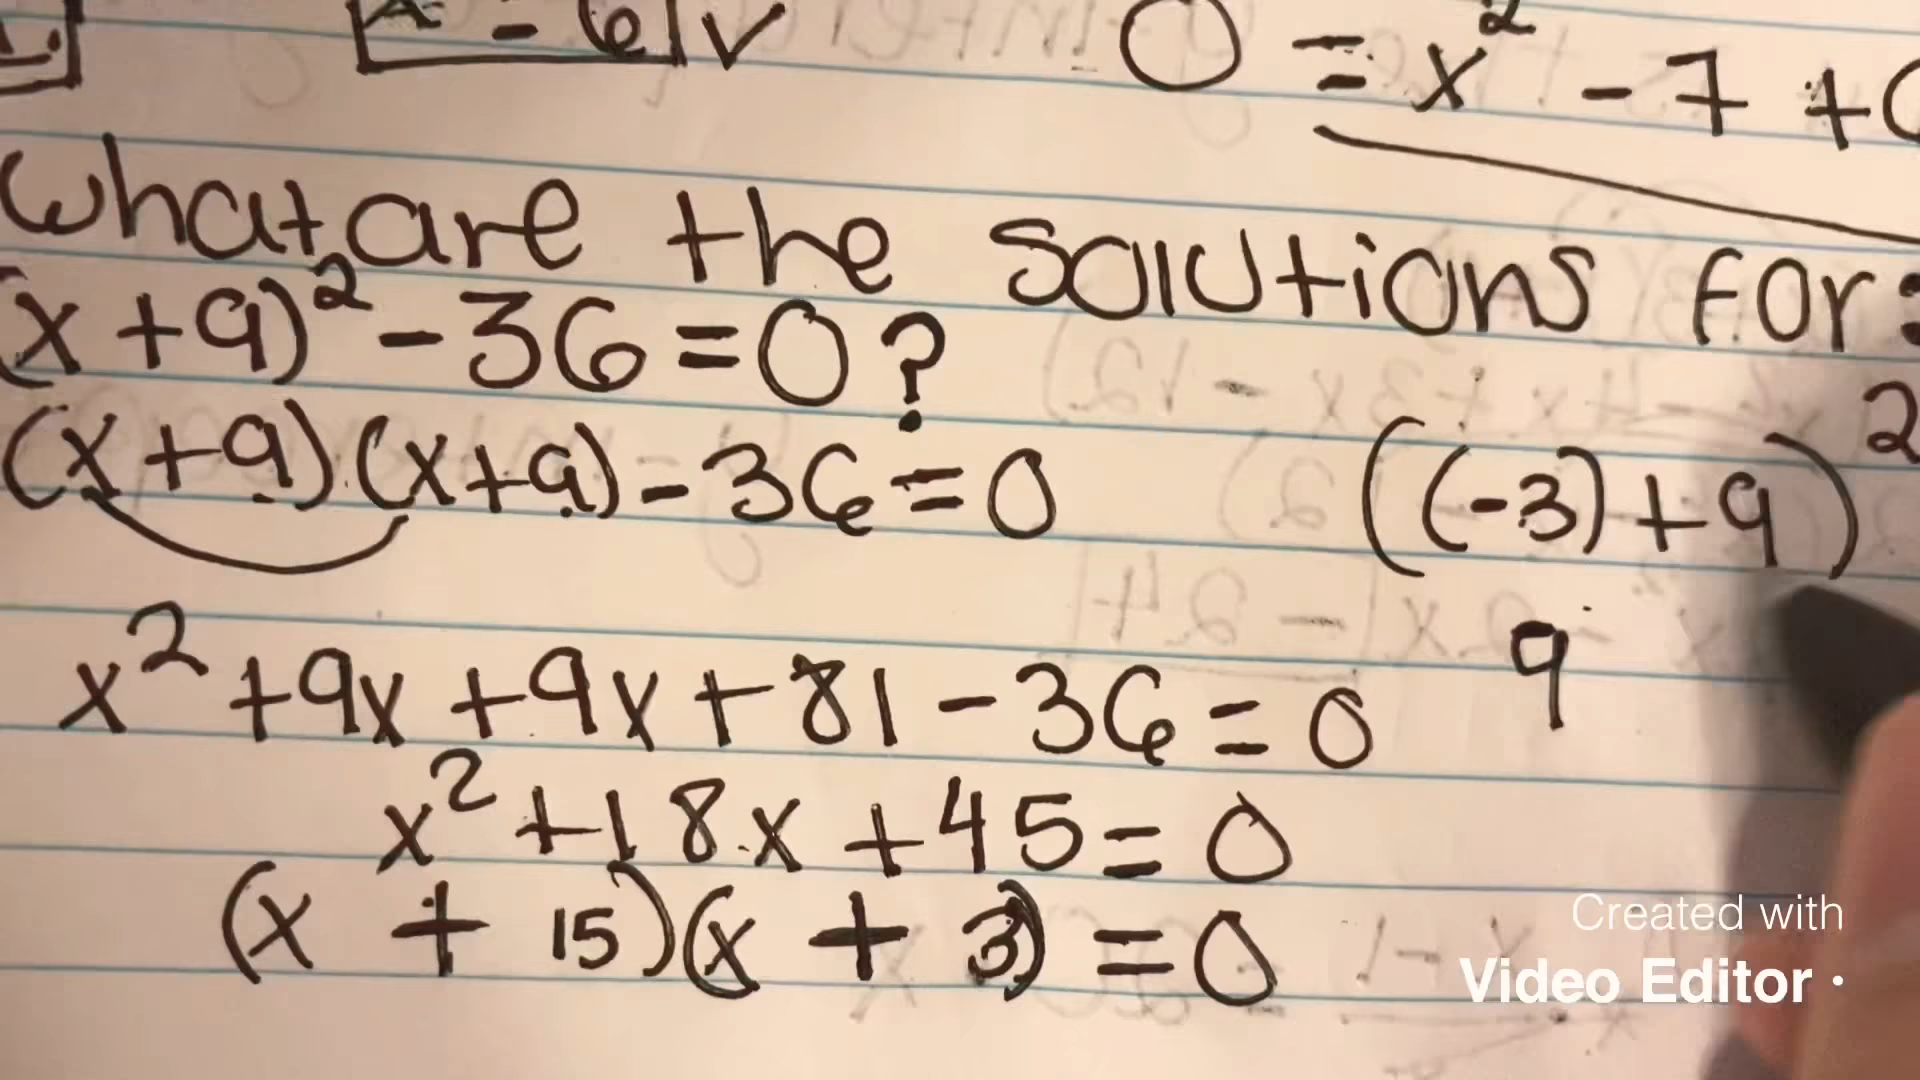 = 6 ✓
0 = x² - 7 + 0
What are the solutions for:
(x + 9)² - 36 = 0?
(x + 9) (x + 9) - 36 = 0
((-3) + 9)²
x² + 9x + 9x + 81 - 36 = 0
9
x² + 18x + 45 = 0
(x + 15)(x + 3) = 0
Created with
Video Editor